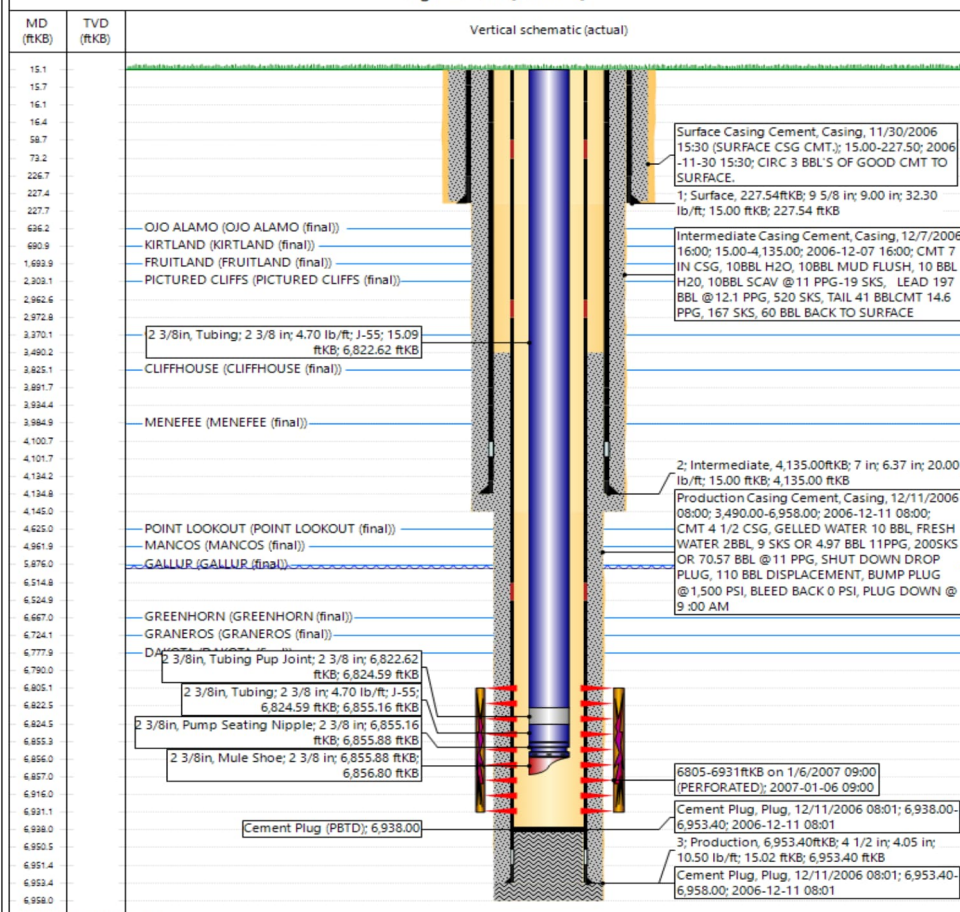 MD
(ftKB)
TVD
(ftKB)
Vertical schematic (actual)
15.1
15.7
16.1
16.4
58.7
73.2
226.7
227.4
227.7
636.2
690.9
1,693.9
2,303.1
2,962.6
2,972.8
3,370.1
3,490.2
3,825.1
3,891.7
3,934.4
3,984.9
4,100.7
4,101.7
4,134.2
4,134.8
4,145.0
4,625.0
4,961.9
5,876.0
6,514.8
6,524.9
6,667.0
6,724.1
6,777.9
6,790.0
6,805.1
6,822.5
6,824.5
6,855.3
6,856.0
6,857.0
6,916.0
6,931.1
6,938.0
6,950.5
6,951.4
6,953.4
6,958.0
OJO ALAMO (OJO ALAMO (final))
KIRTLAND (KIRTLAND (final))
FRUITLAND (FRUITLAND (final))
PICTURED CLIFFS (PICTURED CLIFFS (final))
2 3/8in, Tubing; 2 3/8 in; 4.70 lb/ft; J-55; 15.09
ftKB; 6,822.62 ftKB
CLIFFHOUSE (CLIFFHOUSE (final))
MENEFEE (MENEFEE (final))
POINT LOOKOUT (POINT LOOKOUT (final))
MANCOS (MANCOS (final))
GALLUP (GALLUP (final))
GREENHORN (GREENHORN (final))
GRANEROS (GRANEROS (final))
2 3/8in, Tubing Pup Joint; 2 3/8 in; 6,822.62
ftKB; 6,824.59 ftKB
2 3/8in, Tubing; 2 3/8 in; 4.70 lb/ft; J-55;
6,824.59 ftKB; 6,855.16 ftKB
2 3/8in, Pump Seating Nipple; 2 3/8 in; 6,855.16
ftKB; 6,855.88 ftKB
2 3/8in, Mule Shoe; 2 3/8 in; 6,855.88 ftKB;
6,856.80 ftKB
Cement Plug (PBTD); 6,938.00
Surface Casing Cement, Casing, 11/30/2006
15:30 (SURFACE CSG CMT.); 15.00-227.50; 2006
-11-30 15:30; CIRC 3 BBL'S OF GOOD CMT TO
SURFACE.
1; Surface, 227.54ftKB; 9 5/8 in; 9.00 in; 32.30
lb/ft; 15.00 ftKB; 227.54 ftKB
Intermediate Casing Cement, Casing, 12/7/2006
16:00; 15.00-4,135.00; 2006-12-07 16:00; CMT 7
IN CSG, 10BBL H2O, 10BBL MUD FLUSH, 10 BBL
H20, 10BBL SCAV @11 PPG-19 SKS, LEAD 197
BBL @12.1 PPG, 520 SKS, TAIL 41 BBLCMT 14.6
PPG, 167 SKS, 60 BBL BACK TO SURFACE
2; Intermediate, 4,135.00ftKB; 7 in; 6.37 in; 20.00
lb/ft; 15.00 ftKB; 4,135.00 ftKB
Production Casing Cement, Casing, 12/11/2006
08:00; 3,490.00-6,958.00; 2006-12-11 08:00;
CMT 4 1/2 CSG, GELLED WATER 10 BBL, FRESH
WATER 2BBL, 9 SKS OR 4.97 BBL 11PPG, 200SKS
OR 70.57 BBL @11 PPG, SHUT DOWN DROP
PLUG, 110 BBL DISPLACEMENT, BUMP PLUG
@1,500 PSI, BLEED BACK 0 PSI, PLUG DOWN @
9 :00 AM
6805-6931ftKB on 1/6/2007 09:00
(PERFORATED); 2007-01-06 09:00
Cement Plug, Plug, 12/11/2006 08:01; 6,938.00-
6,953.40; 2006-12-11 08:01
3; Production, 6,953.40ftKB; 4 1/2 in; 4.05 in;
10.50 lb/ft; 15.02 ftKB; 6,953.40 ftKB
Cement Plug, Plug, 12/11/2006 08:01; 6,953.40-
6,958.00; 2006-12-11 08:01